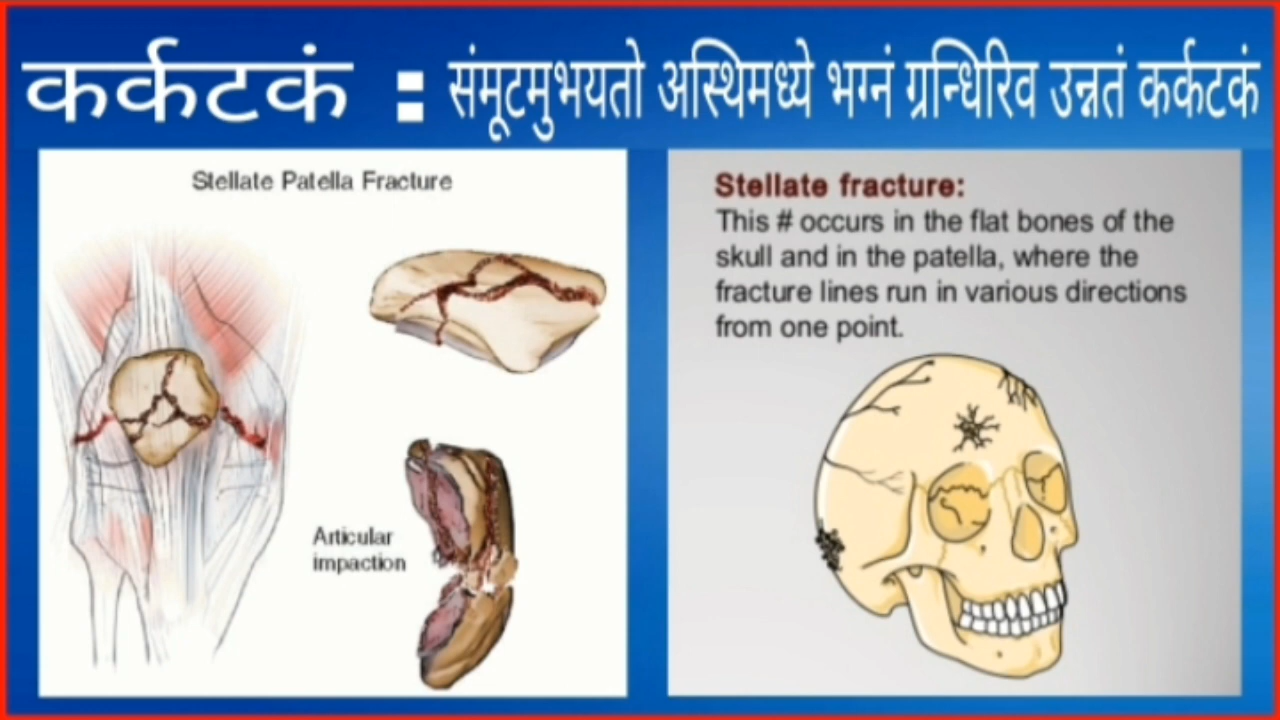 कर्कटकं : संमूटमुभयतो अस्थिमध्ये भग्नं ग्रन्धिरिव उन्नतं कर्कटकं
Stellate Patella Fracture
Articular
impaction
Stellate fracture:
This # occurs in the flat bones of the
skull and in the patella, where the
fracture lines run in various directions
from one point.